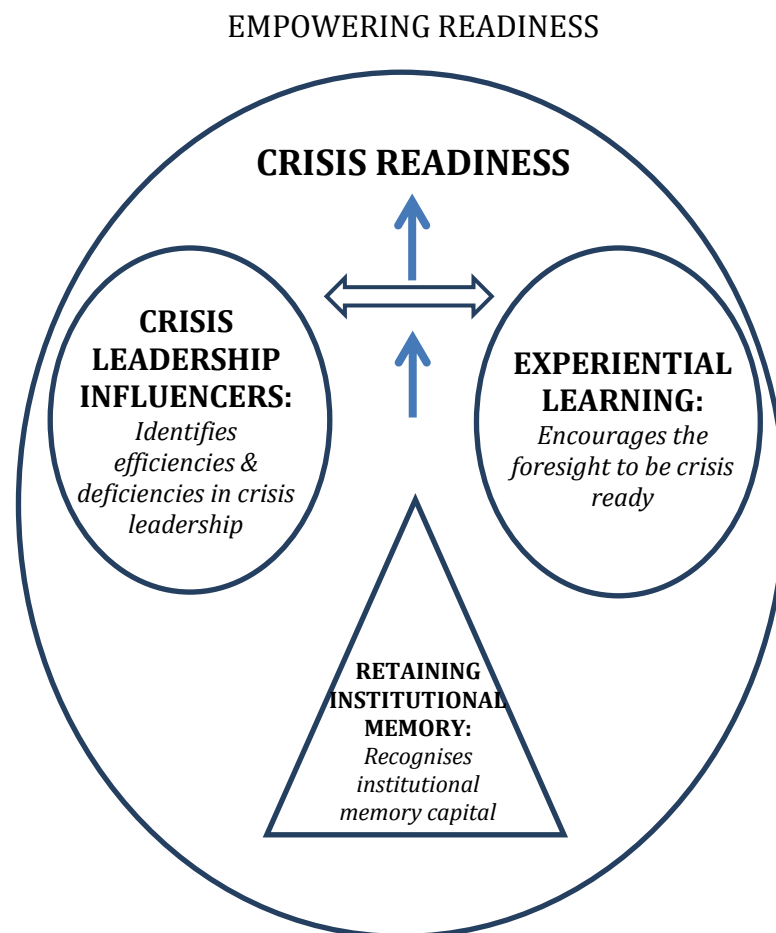 EMPOWERING READINESS
CRISIS READINESS
CRISIS
LEADERSHIP
INFLUENCERS:
Identifies
efficiencies &
deficiencies in crisis
leadership
EXPERIENTIAL
LEARNING:
Encourages the
foresight to be crisis
ready
RETAINING
INSTITUTIONAL
MEMORY:
Recognises
institutional
memory capital